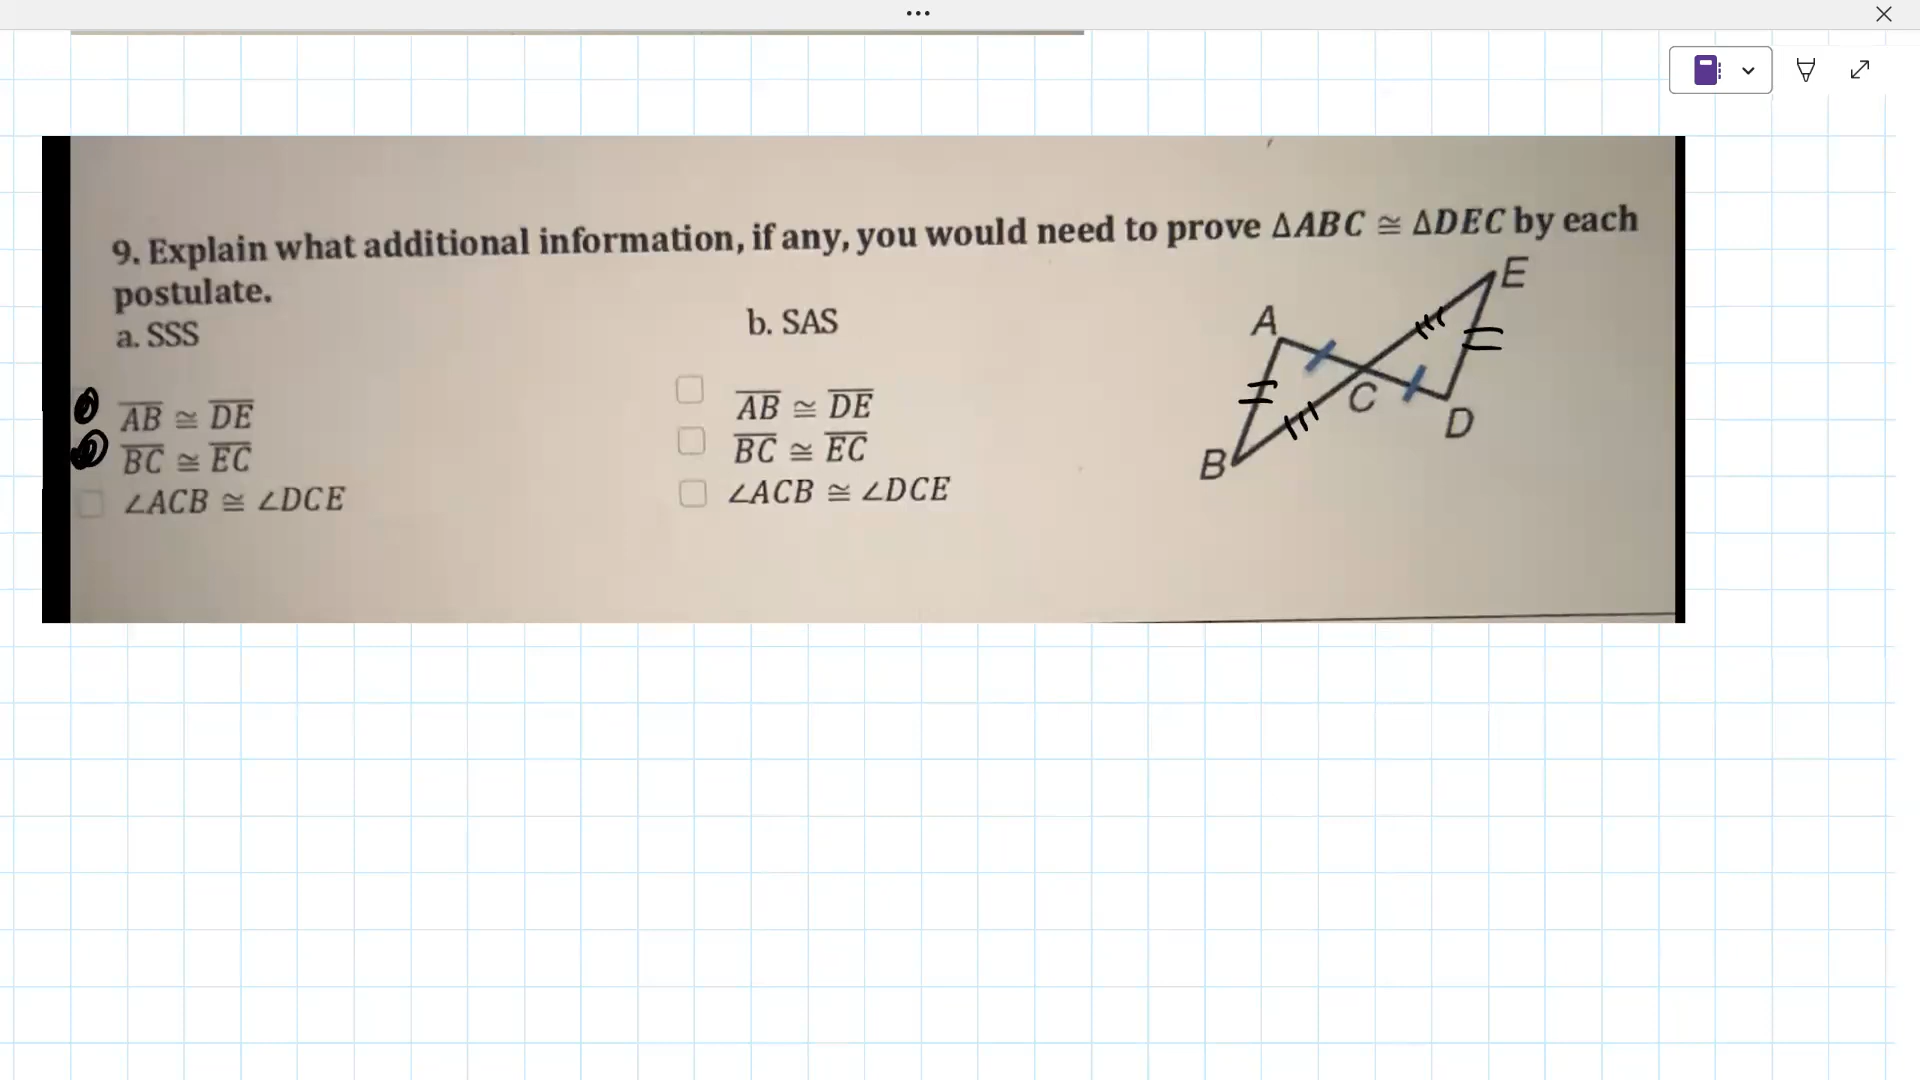 9. Explain what additional information, if any, you would need to prove ΔABC ≅ ΔDEC by each
postulate.
a. SSS
b. SAS
AB ≅ DE
BC ≅ EC
∠ACB ≅ ∠DCE
AB ≅ DE
BC ≅ EC
∠ACB ≅ ∠DCE
A
E
C
D
B